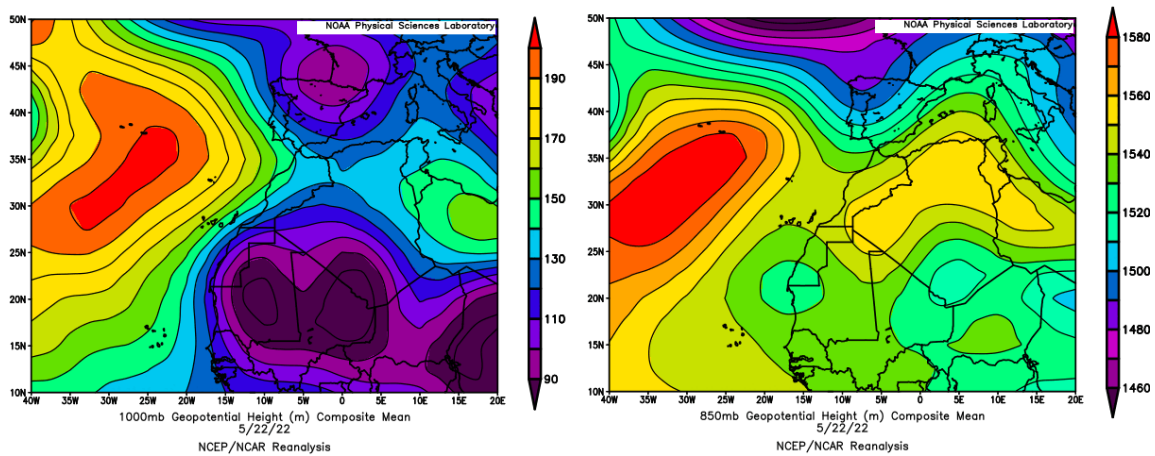 NOAA Physical Sciences Laboratory
50N
45N
40N
35N
30N
25N
20N
15N
10N
40W 35W 30W 25W 20W 15W 10W 5W 0 5E 10E 15E 20E
190
170
150
130
110
90
1000mb Geopotential Height (m) Composite Mean
5/22/22
NCEP/NCAR Reanalysis
NOAA Physical Sciences Laboratory
50N
45N
40N
35N
30N
25N
20N
15N
10N
40W 35W 30W 25W 20W 15W 10W 5W 0 5E 10E 15E 20E
1580
1560
1540
1520
1500
1480
1460
850mb Geopotential Height (m) Composite Mean
5/22/22
NCEP/NCAR Reanalysis